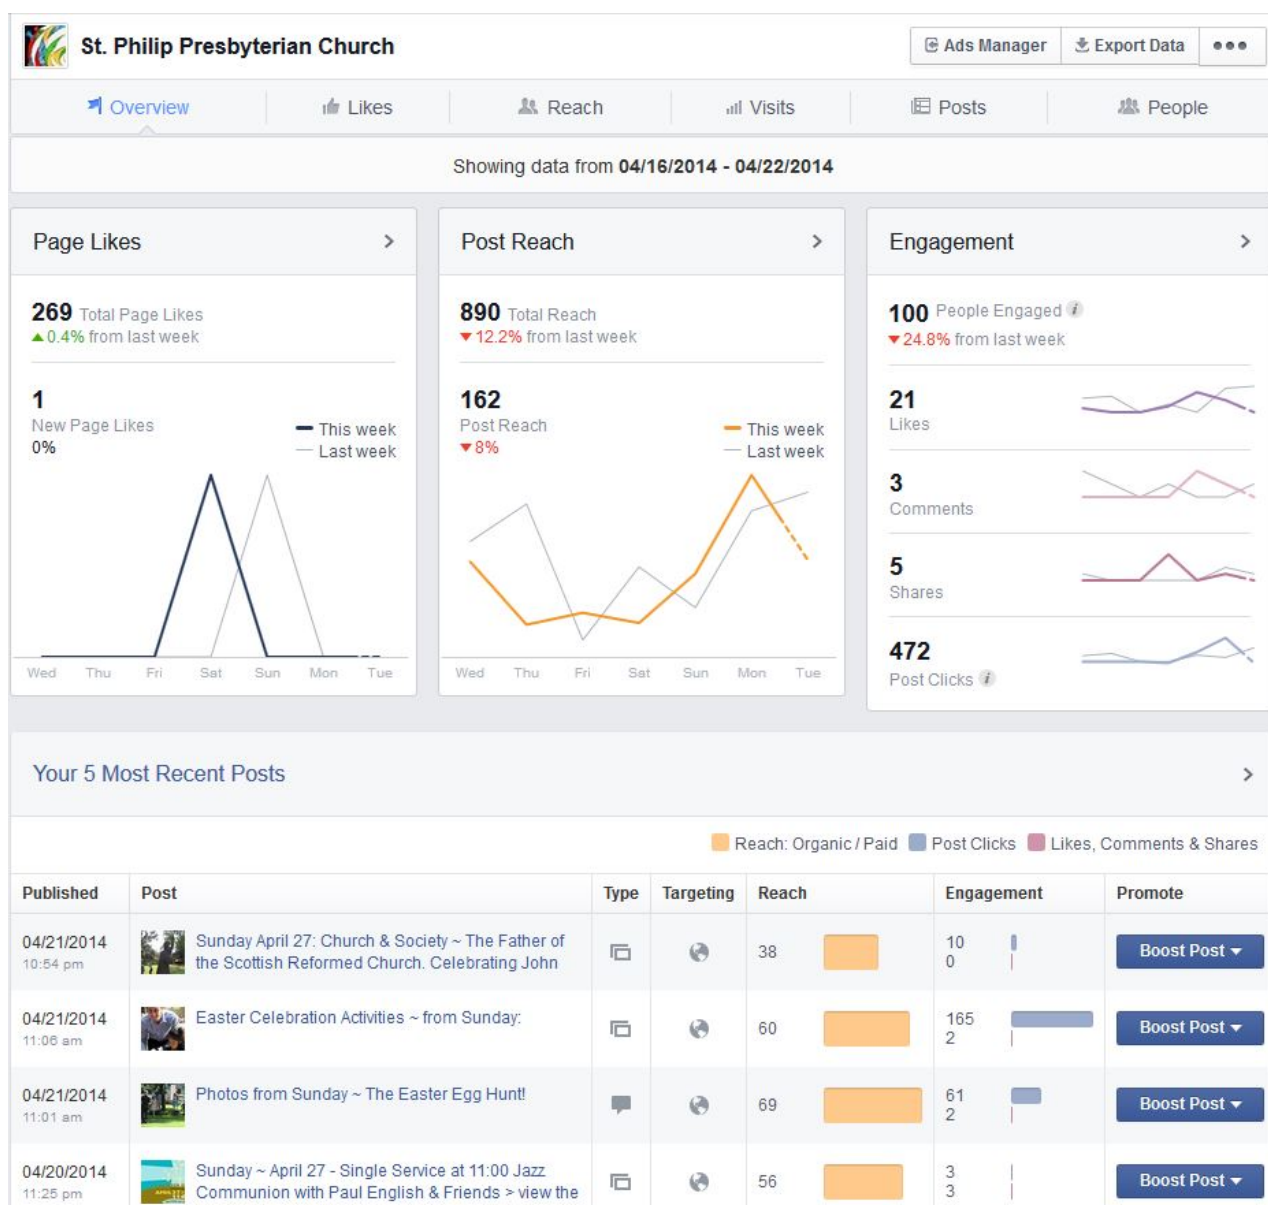 St. Philip Presbyterian Church
Ads Manager
Export Data
Overview
Likes
Reach
Visits
Posts
People
Showing data from 04/16/2014 - 04/22/2014
Page Likes
269 Total Page Likes
0.4% from last week
1
New Page Likes
0%
This week
Last week
Wed Thu Fri Sat Sun Mon Tue
Post Reach
890 Total Reach
12.2% from last week
162
Post Reach
8%
This week
Last week
Wed Thu Fri Sat Sun Mon Tue
Engagement
100 People Engaged i
24.8% from last week
21
Likes
3
Comments
5
Shares
472
Post Clicks i
Your 5 Most Recent Posts
Reach: Organic / Paid Post Clicks Likes, Comments & Shares
Published Post Type Targeting Reach Engagement Promote
04/21/2014
10:54 pm
Sunday April 27: Church & Society ~ The Father of
the Scottish Reformed Church. Celebrating John
38
10
0
Boost Post
04/21/2014
11:06 am
Easter Celebration Activities ~ from Sunday:
60
165
2
Boost Post
04/21/2014
11:01 am
Photos from Sunday ~ The Easter Egg Hunt!
69
61
2
Boost Post
04/20/2014
11:25 pm
Sunday ~ April 27 - Single Service at 11:00 Jazz
Communion with Paul English & Friends > view the
56
3
3
Boost Post